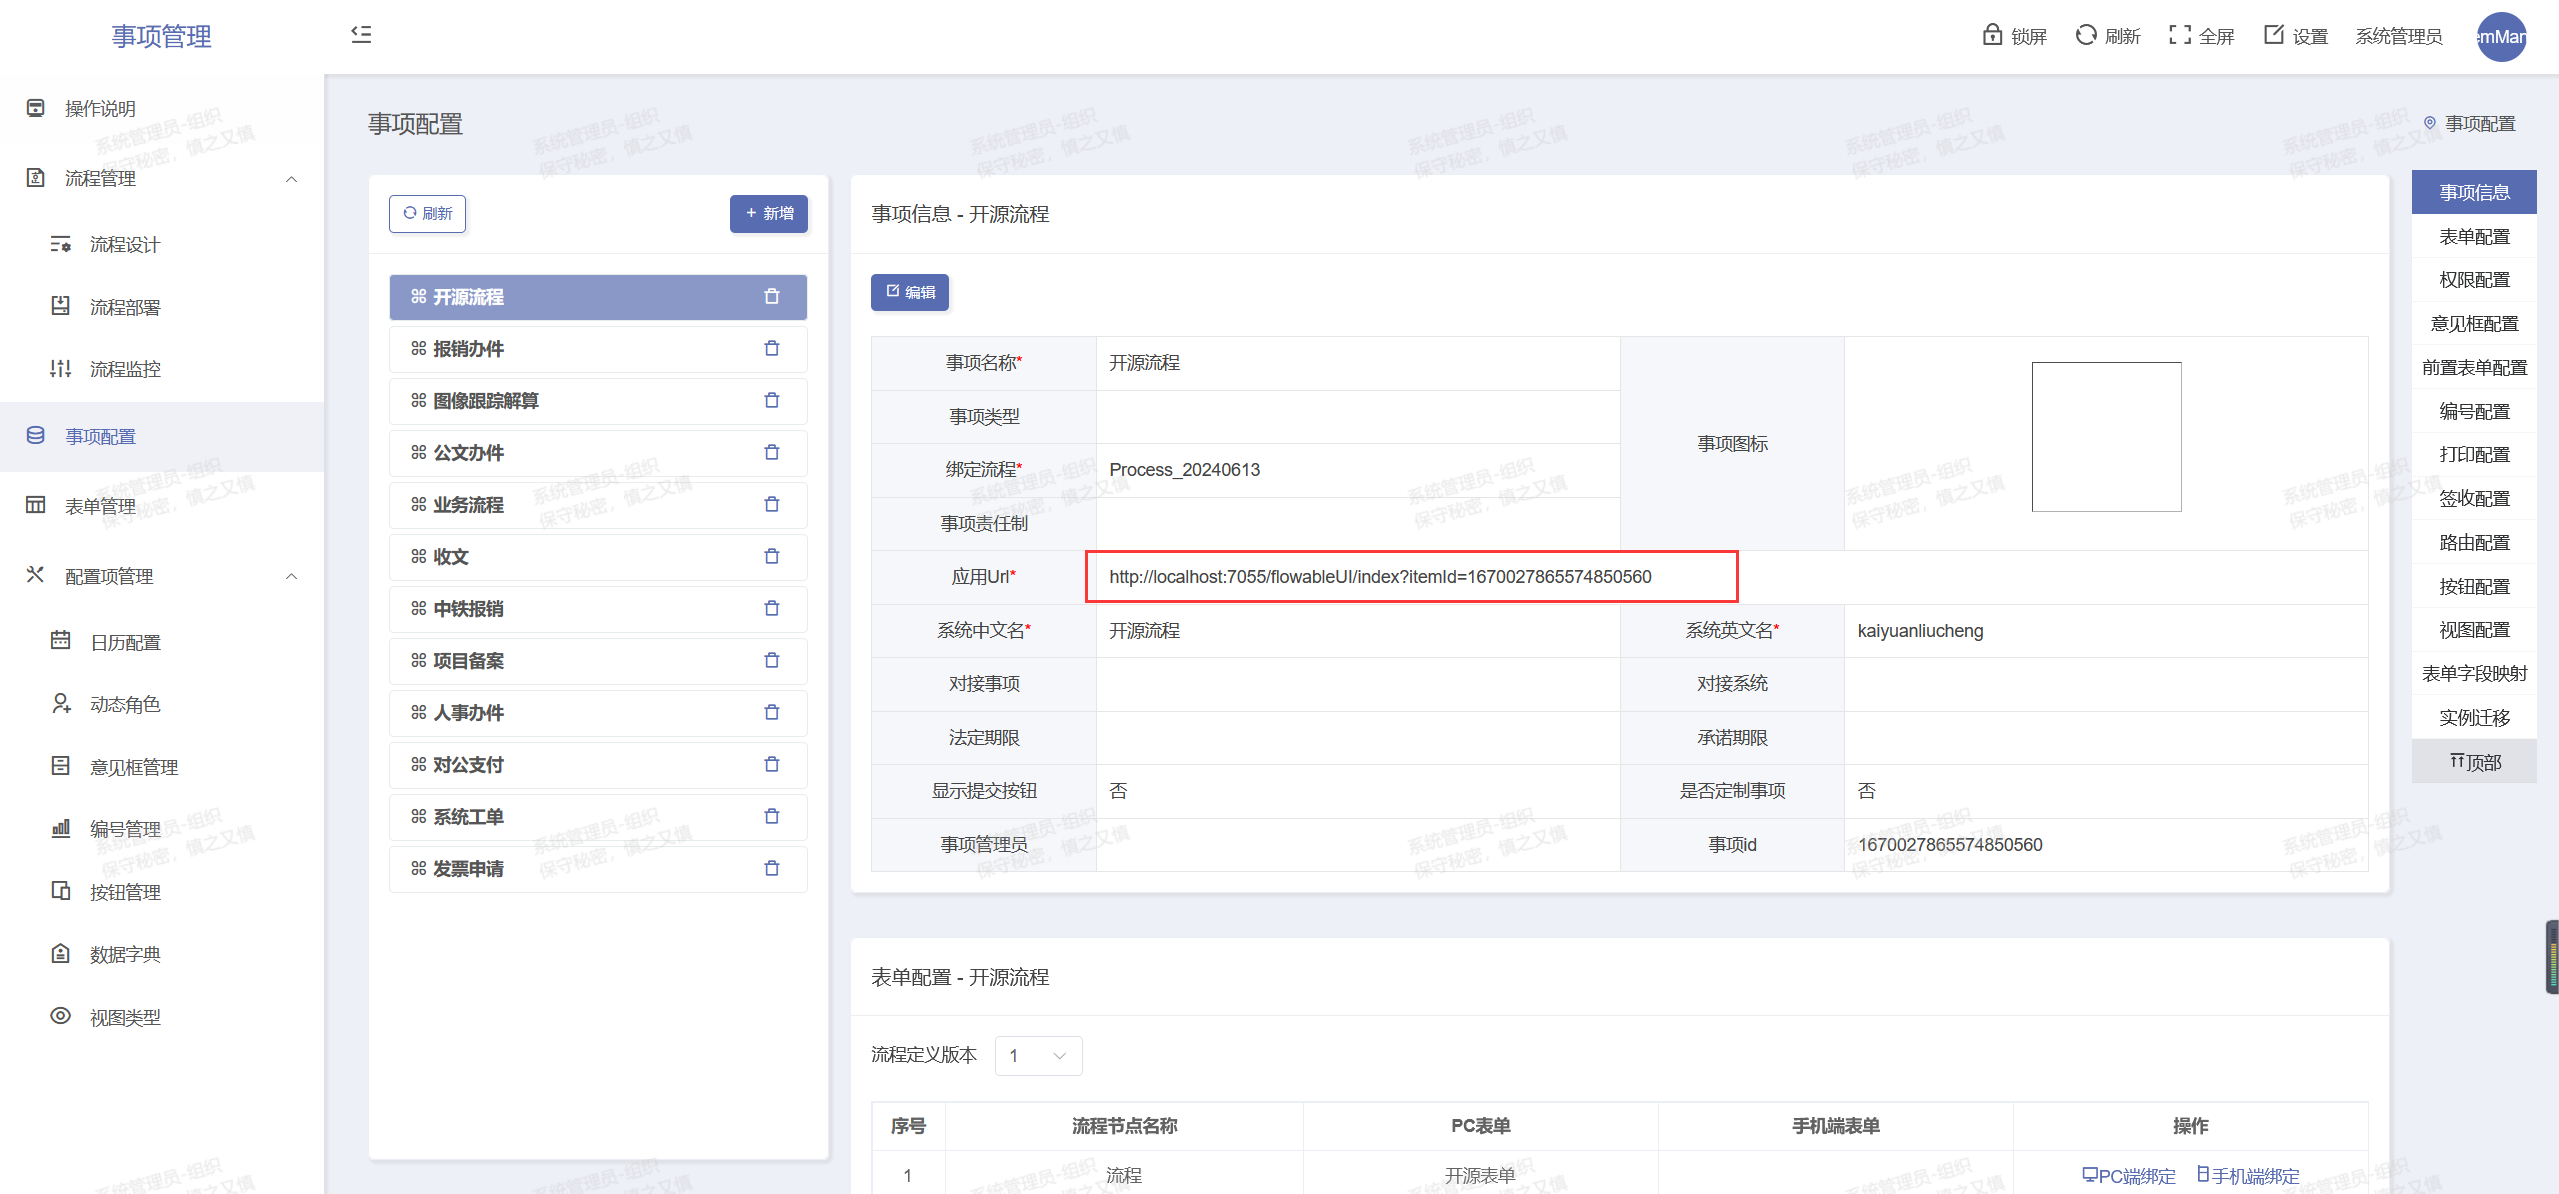 事项管理
锁屏 刷新 全屏 设置 系统管理员 emMan
操作说明
流程管理
流程设计
流程部署
流程监控
事项配置
表单管理
配置项管理
日历配置
动态角色
意见框管理
编号管理
按钮管理
数据字典
视图类型
事项配置
事项配置
刷新 + 新增
开源流程
报销办件
图像跟踪解算
公文办件
业务流程
收文
中铁报销
项目备案
人事办件
对公支付
系统工单
发票申请
事项信息 - 开源流程
编辑
事项名称* 开源流程 事项图标
事项类型
绑定流程* Process_20240613
事项责任制
应用Url* http://localhost:7055/flowableUI/index?itemId=1670027865574850560
系统中文名* 开源流程 系统英文名* kaiyuanliucheng
对接事项 对接系统
法定期限 承诺期限
显示提交按钮 否 是否定制事项 否
事项管理员 事项id 1670027865574850560
表单配置 - 开源流程
流程定义版本 1
序号 流程节点名称 PC表单 手机端表单 操作
1 流程 开源表单 PC端绑定 手机端绑定
事项信息
表单配置
权限配置
意见框配置
前置表单配置
编号配置
打印配置
签收配置
路由配置
按钮配置
视图配置
表单字段映射
实例迁移
顶部
系统管理员-组织
保守秘密，慎之又慎